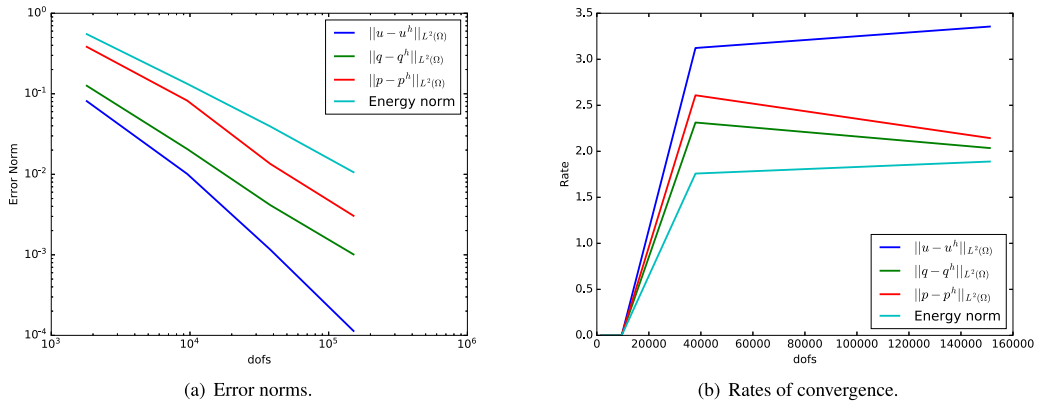 10^0
10^-1
10^-2
10^-3
10^-4
Error Norm
10^3
10^4
10^5
10^6
dofs
||u − u^h||_{L^2(Ω)}
||q − q^h||_{L^2(Ω)}
||p − p^h||_{L^2(Ω)}
Energy norm
(a) Error norms.
3.5
3.0
2.5
2.0
1.5
1.0
0.5
0.0
Rate
0
20000
40000
60000
80000
100000
120000
140000
160000
dofs
||u − u^h||_{L^2(Ω)}
||q − q^h||_{L^2(Ω)}
||p − p^h||_{L^2(Ω)}
Energy norm
(b) Rates of convergence.